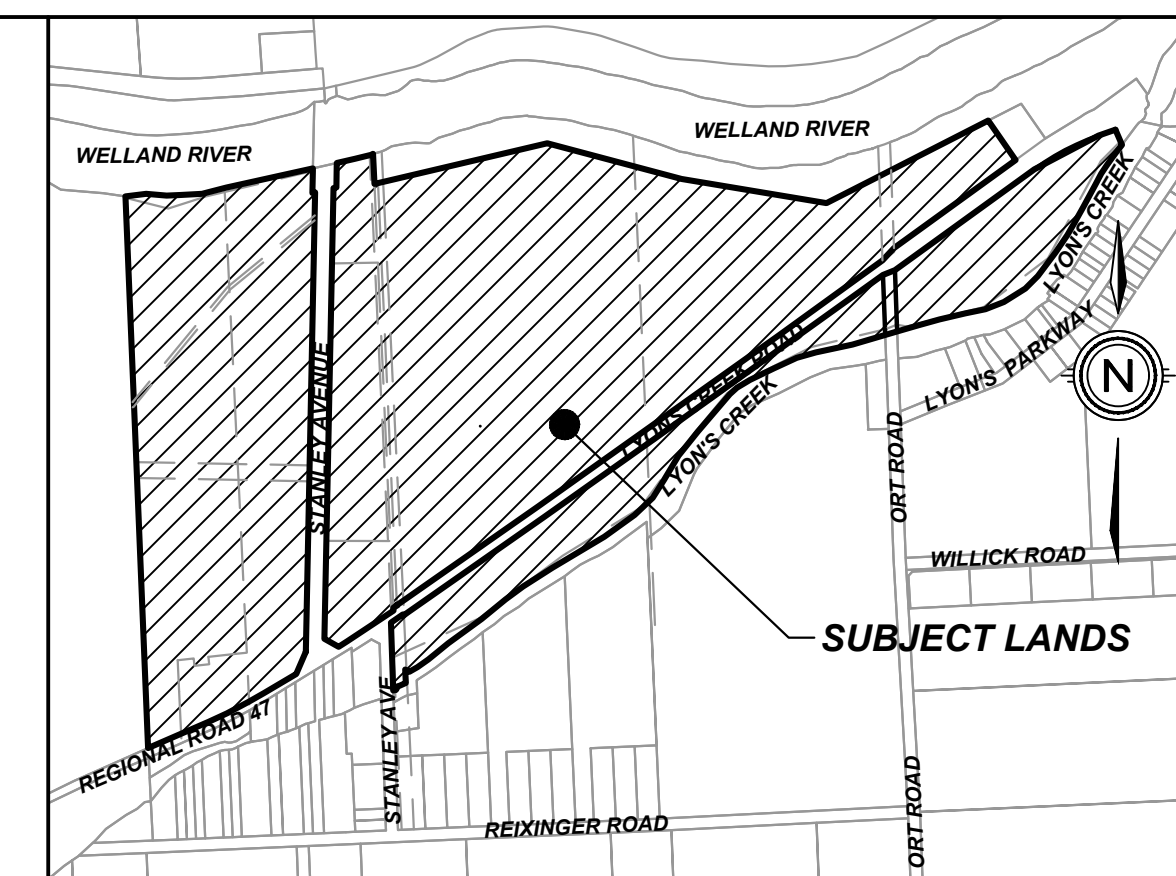 WELLAND RIVER
WELLAND RIVER
LYON'S CREEK
STANLEY AVENUE
LYONS CREEK ROAD
LYON'S CREEK
LYON'S PARKWAY
N
ORT ROAD
WILLICK ROAD
SUBJECT LANDS
STANLEY AVE
REGIONAL ROAD 47
REIXINGER ROAD
ORT ROAD